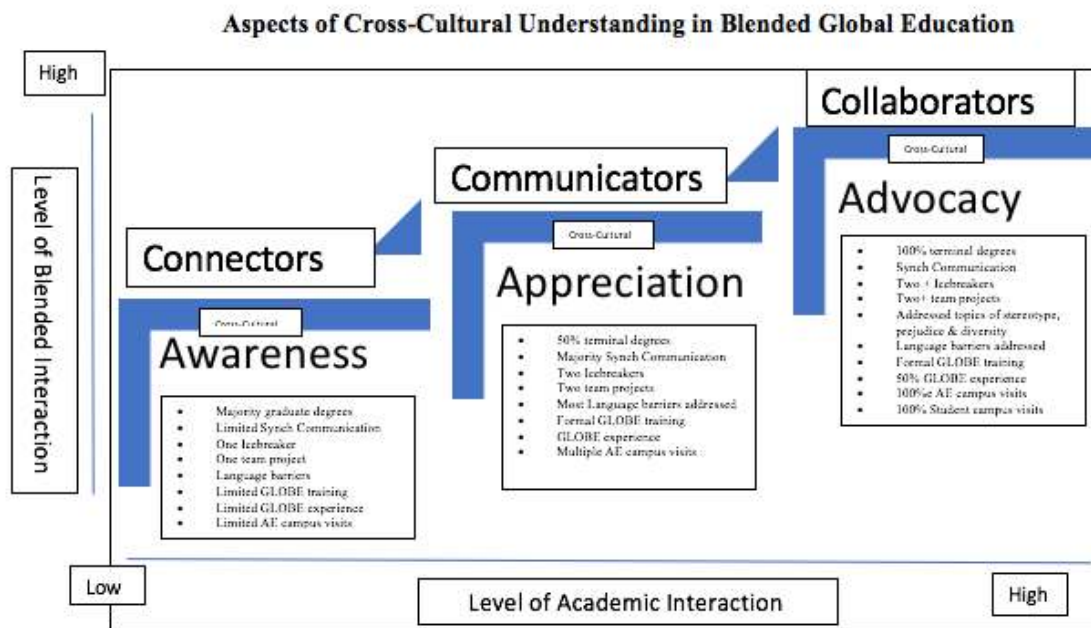 Aspects of Cross-Cultural Understanding in Blended Global Education
High
Level of Blended Interaction
Collaborators
Cross-Cultural
Advocacy
• 100% terminal degrees
• Synch Communication
• Two + Icebreakers
• Two+ team projects
• Addressed topics of stereotype,
prejudice & diversity
• Language barriers addressed
• Formal GLOBE training
• 50% GLOBE experience
• 100%e AE campus visits
• 100% Student campus visits
Communicators
Cross-Cultural
Appreciation
• 50% terminal degrees
• Majority Synch Communication
• Two Icebreakers
• Two team projects
• Most Language barriers addressed
• Formal GLOBE training
• GLOBE experience
• Multiple AE campus visits
Connectors
Cross-Cultural
Awareness
• Majority graduate degrees
• Limited Synch Communication
• One Icebreaker
• One team project
• Language barriers
• Limited GLOBE training
• Limited GLOBE experience
• Limited AE campus visits
Low
Level of Academic Interaction
High